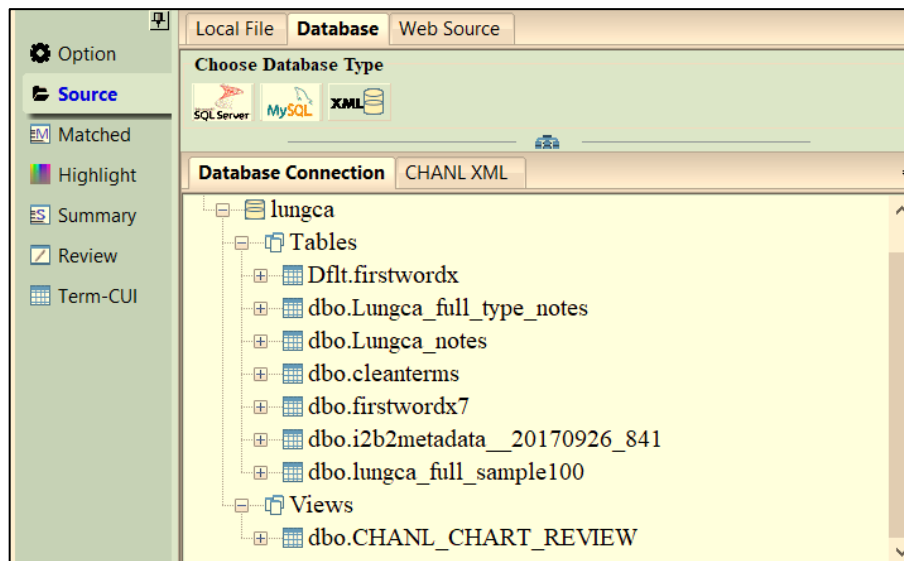 Local File Database Web Source
Option
Choose Database Type
Source
SQL Server MySQL XML
Matched
Database Connection CHANL XML
Highlight
lungca
Summary
Tables
Review
Dflt.firstwordx
Term-CUI
dbo.Lungca_full_type_notes
dbo.Lungca_notes
dbo.cleanterms
dbo.firstwordx7
dbo.i2b2metadata__20170926_841
dbo.lungca_full_sample100
Views
dbo.CHANL_CHART_REVIEW